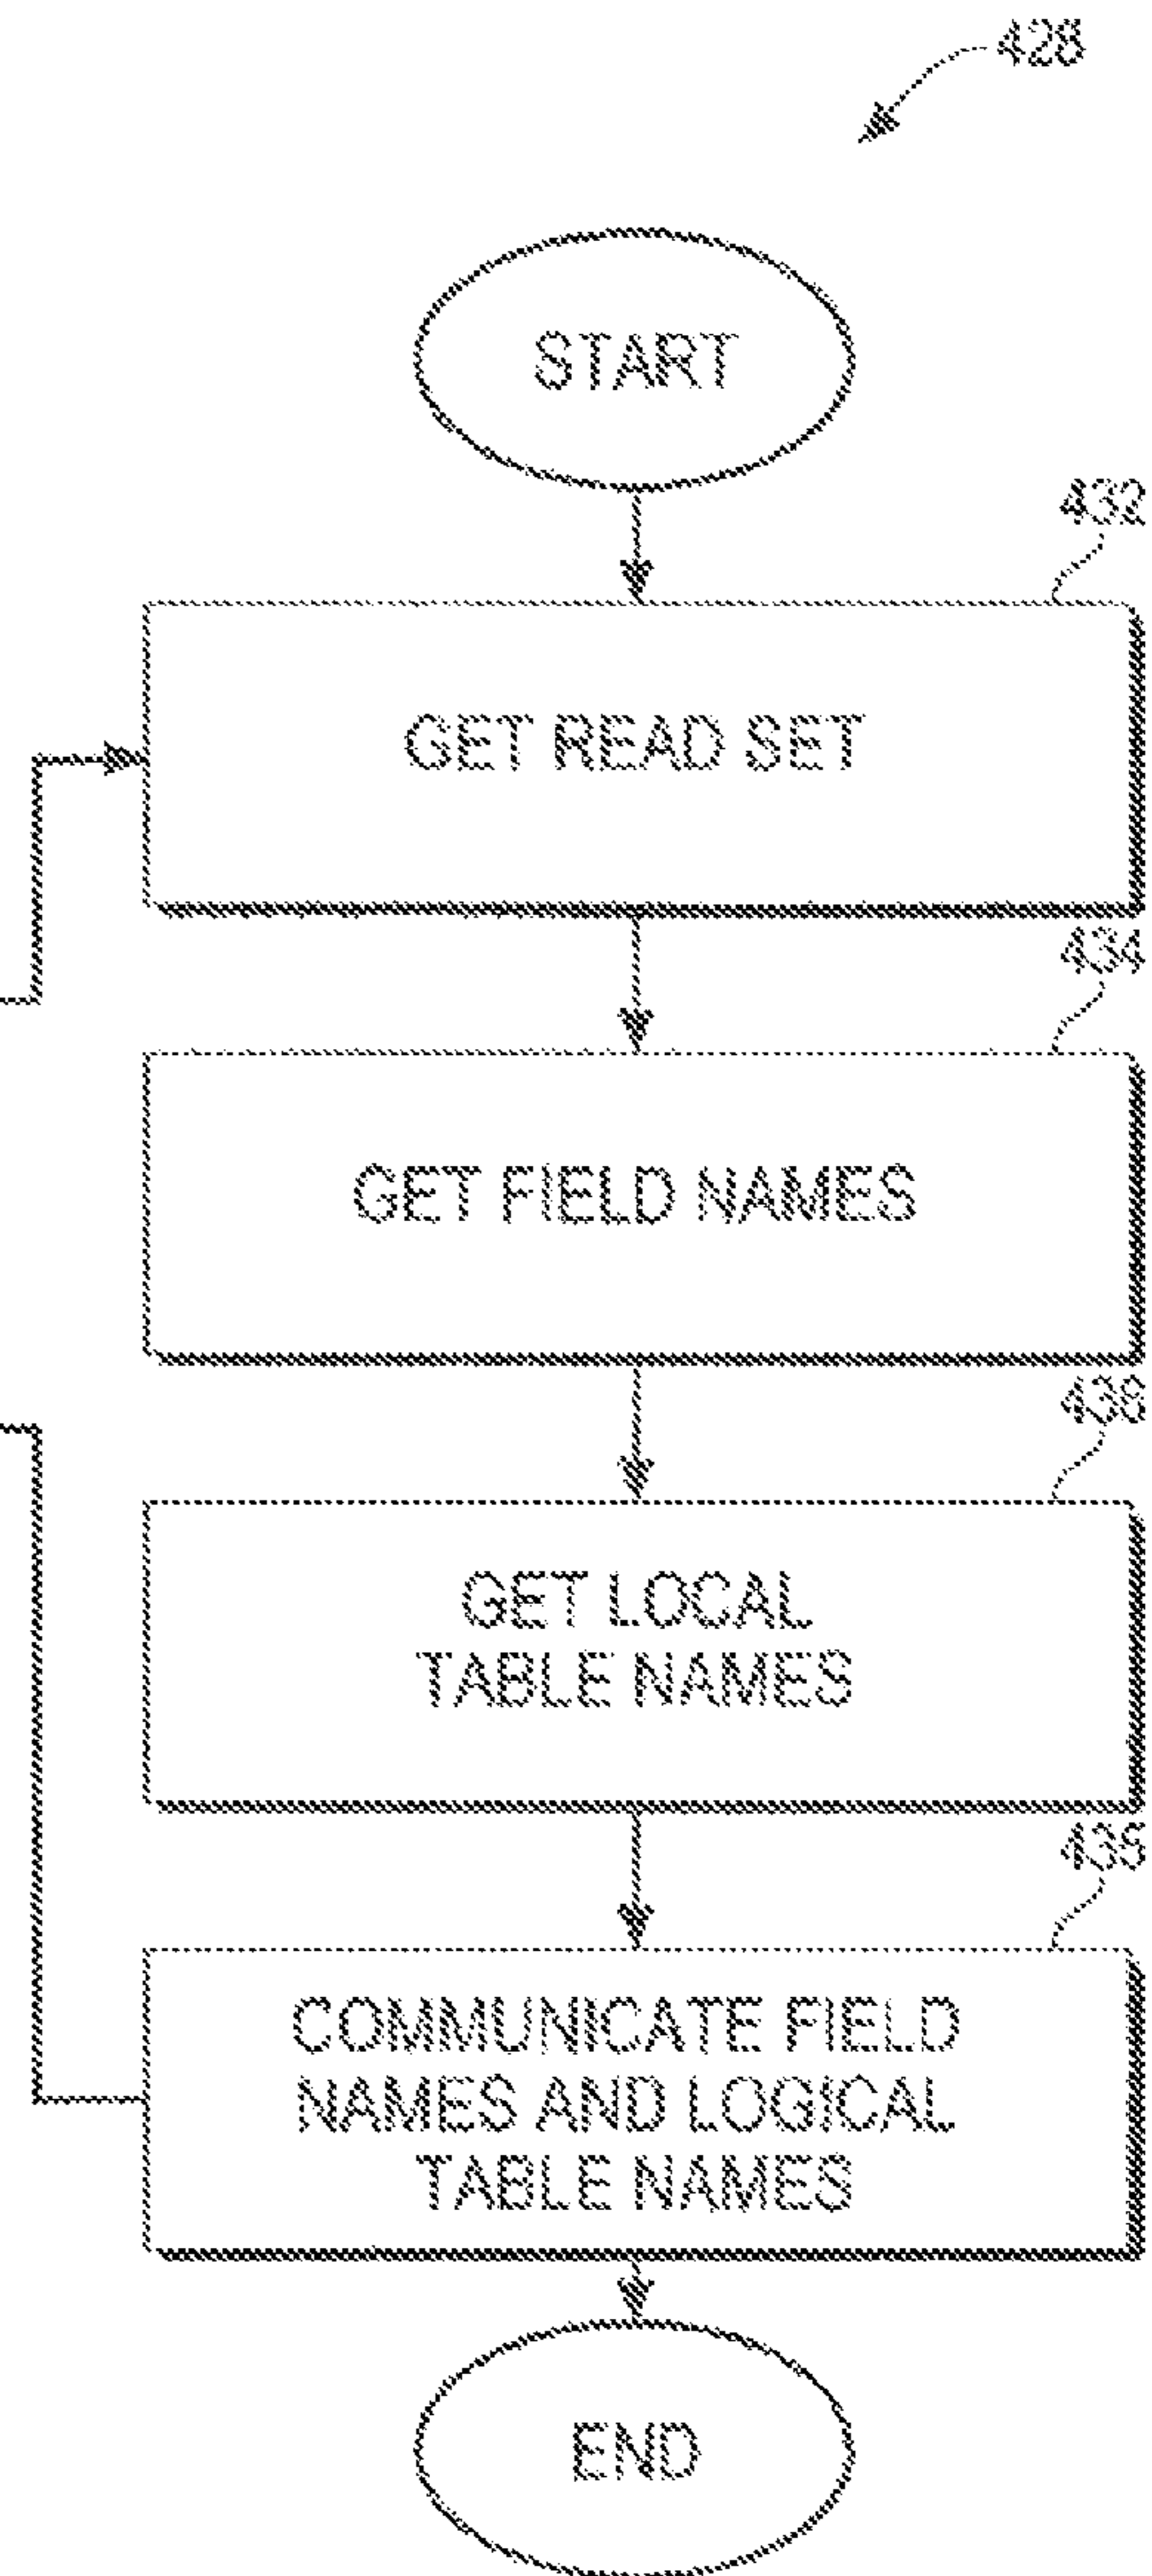 428
START
432
GET READ SET
434
GET FIELD NAMES
438
GET LOCAL
TABLE NAMES
435
COMMUNICATE FIELD
NAMES AND LOGICAL
TABLE NAMES
END